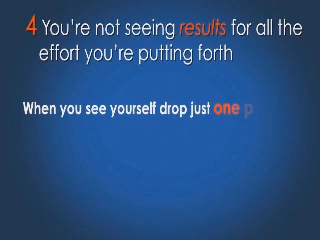 4 You're not seeing results for all the
effort you're putting forth
When you see yourself drop just one p